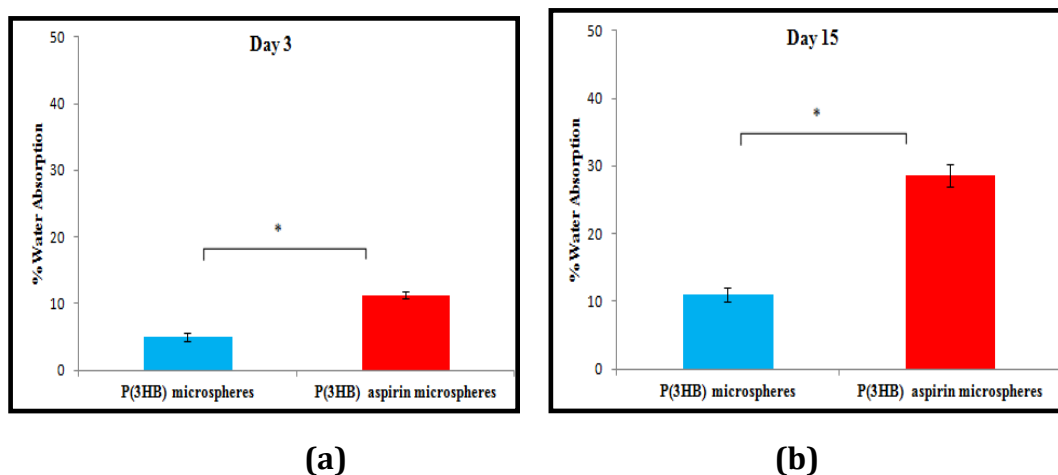 Day 3
50
40
30
20
10
0
%Water Absorption
*
P(3HB) microspheres
P(3HB) aspirin microspheres
(a)
Day 15
50
40
30
20
10
0
%Water Absorption
*
P(3HB) microspheres
P(3HB) aspirin microspheres
(b)